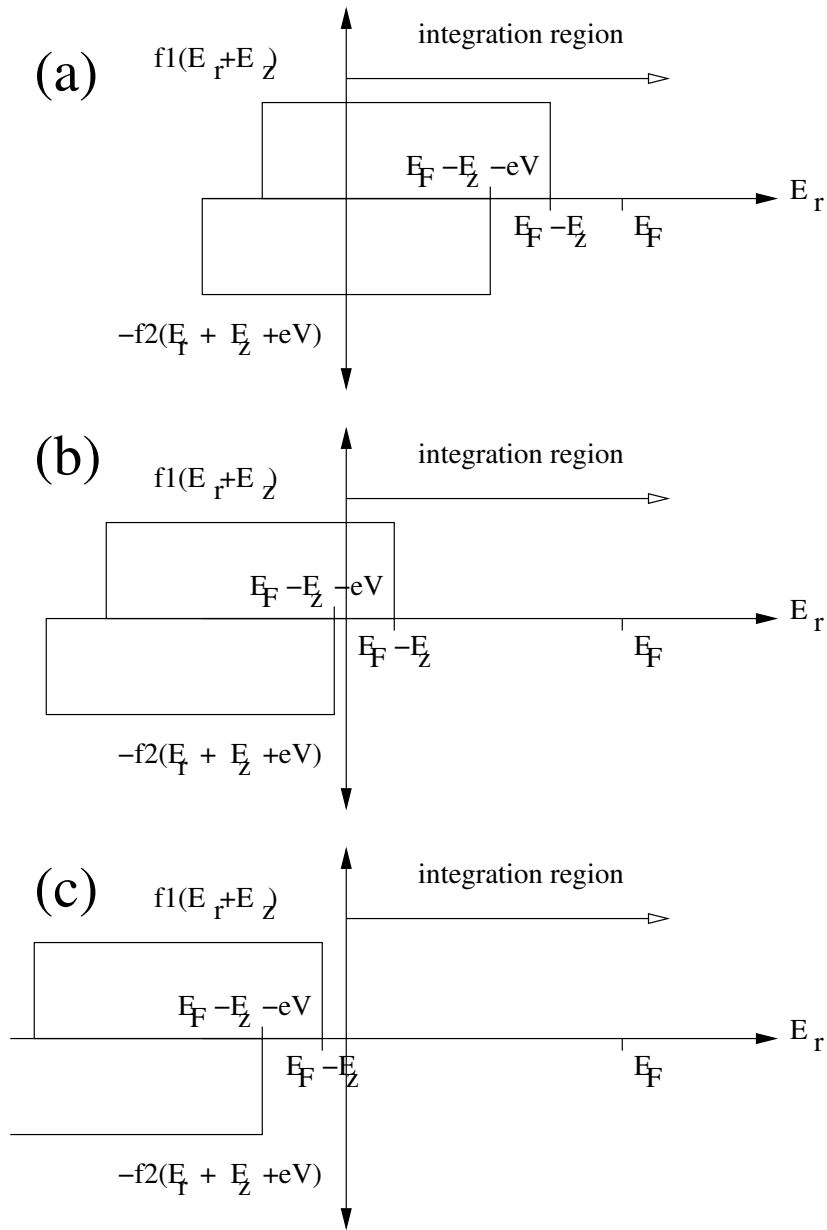 (a)
f1(E_r+E_z)
integration region
E_F −E_z −eV
E_r
E_F −E_z
E_F
−f2(E_r + E_z +eV)
(b)
f1(E_r+E_z)
integration region
E_F −E_z −eV
E_r
E_F −E_z
E_F
−f2(E_r + E_z +eV)
(c)
f1(E_r+E_z)
integration region
E_F −E_z −eV
E_r
E_F −E_z
E_F
−f2(E_r + E_z +eV)